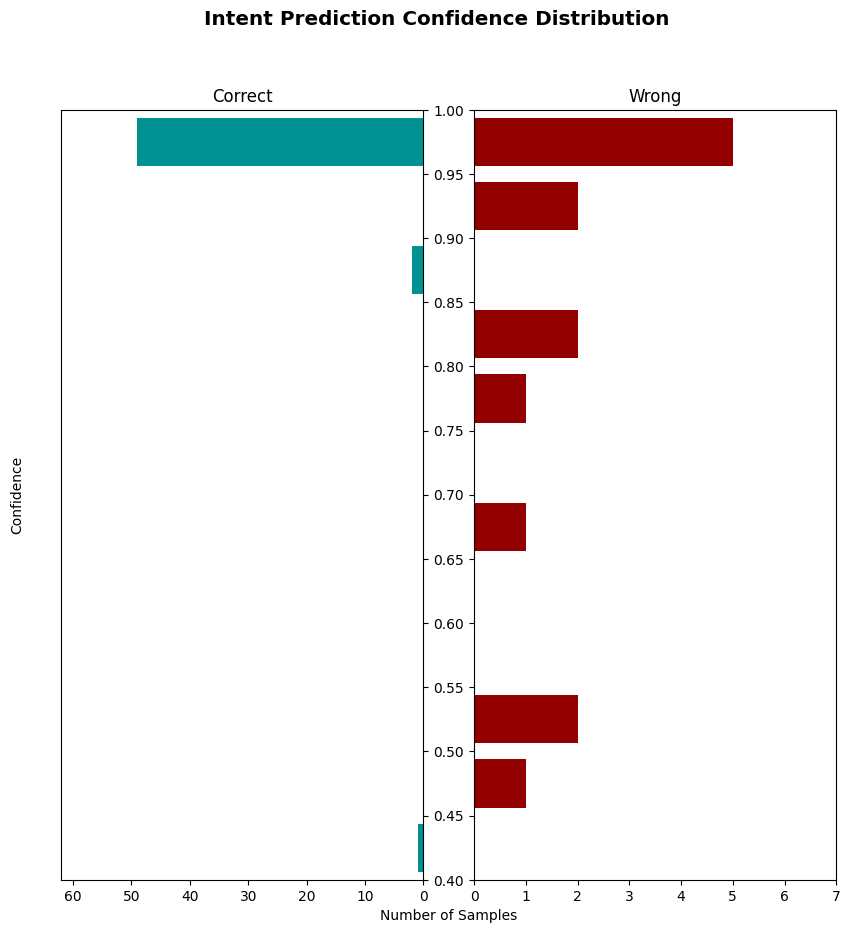 Intent Prediction Confidence Distribution
Correct
Wrong
1.00
0.95
0.90
0.85
0.80
0.75
0.70
0.65
0.60
0.55
0.50
0.45
0.40
Confidence
60 50 40 30 20 10 0
0 1 2 3 4 5 6 7
Number of Samples